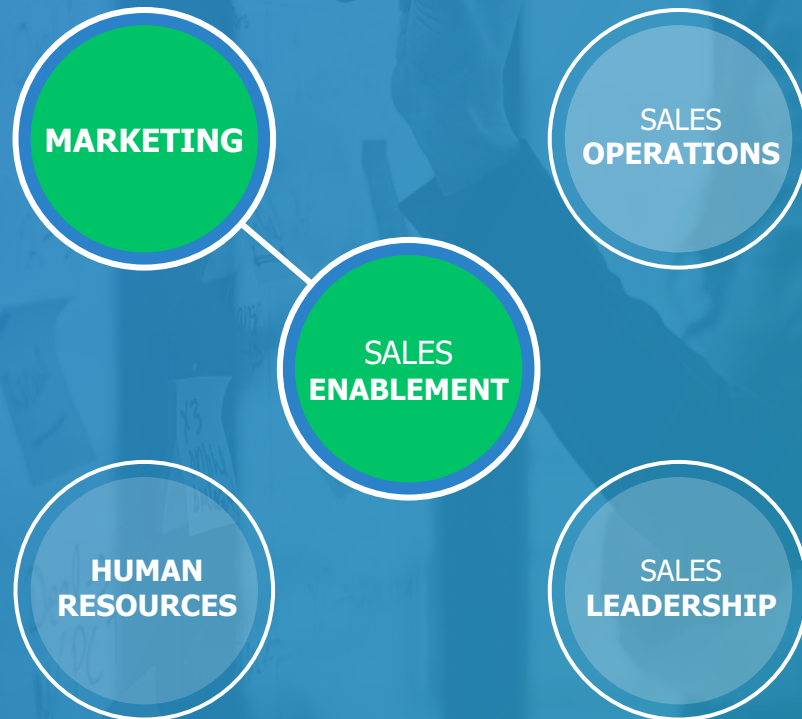 MARKETING
SALES
OPERATIONS
SALES
ENABLEMENT
HUMAN
RESOURCES
SALES
LEADERSHIP